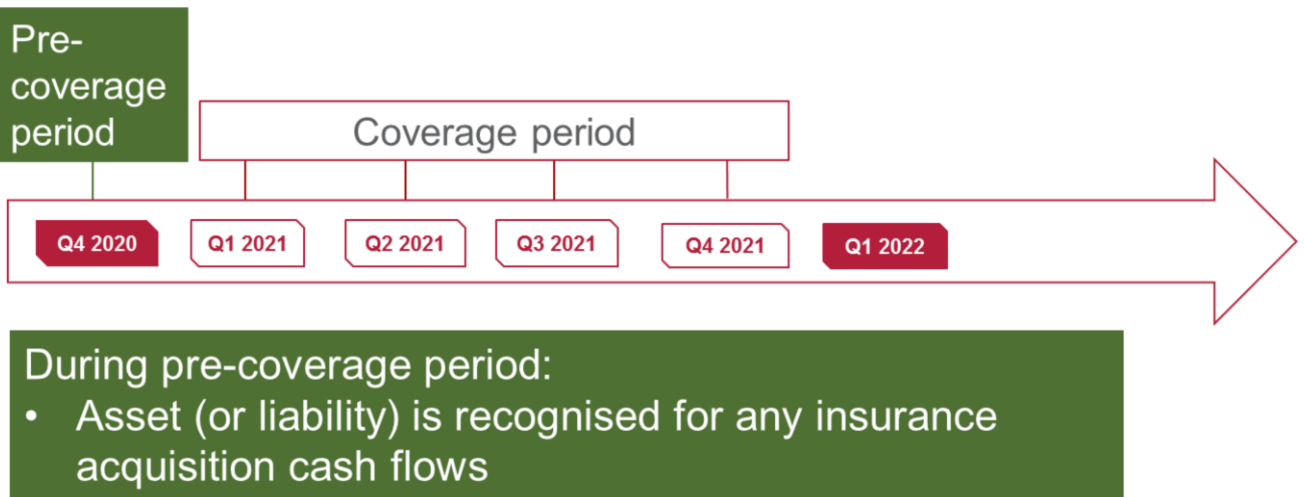 Pre-
coverage
period
Coverage period
Q4 2020
Q1 2021
Q2 2021
Q3 2021
Q4 2021
Q1 2022
During pre-coverage period:
• Asset (or liability) is recognised for any insurance
acquisition cash flows